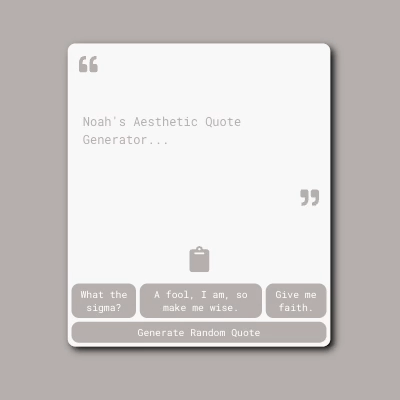 “
Noah's Aesthetic Quote
Generator...
”
What the
sigma?
A fool, I am, so
make me wise.
Give me
faith.
Generate Random Quote